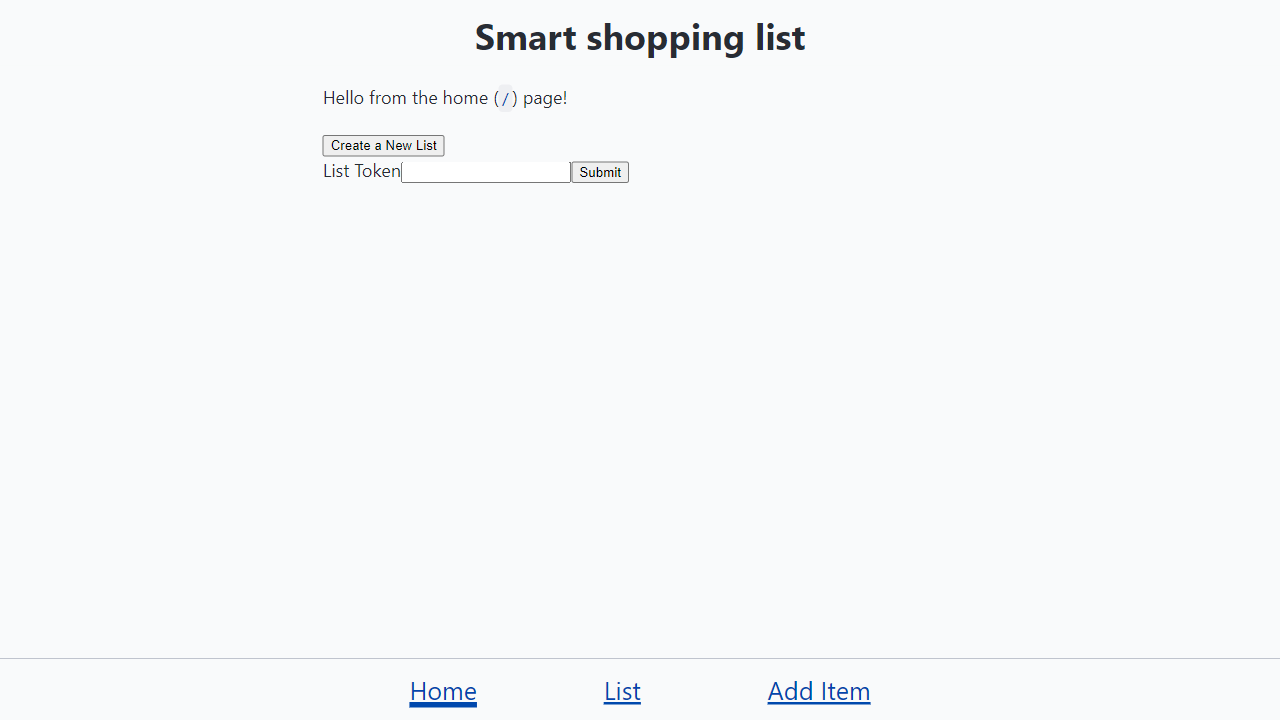 Smart shopping list
Hello from the home (/) page!
Create a New List
List Token Submit
Home List Add Item